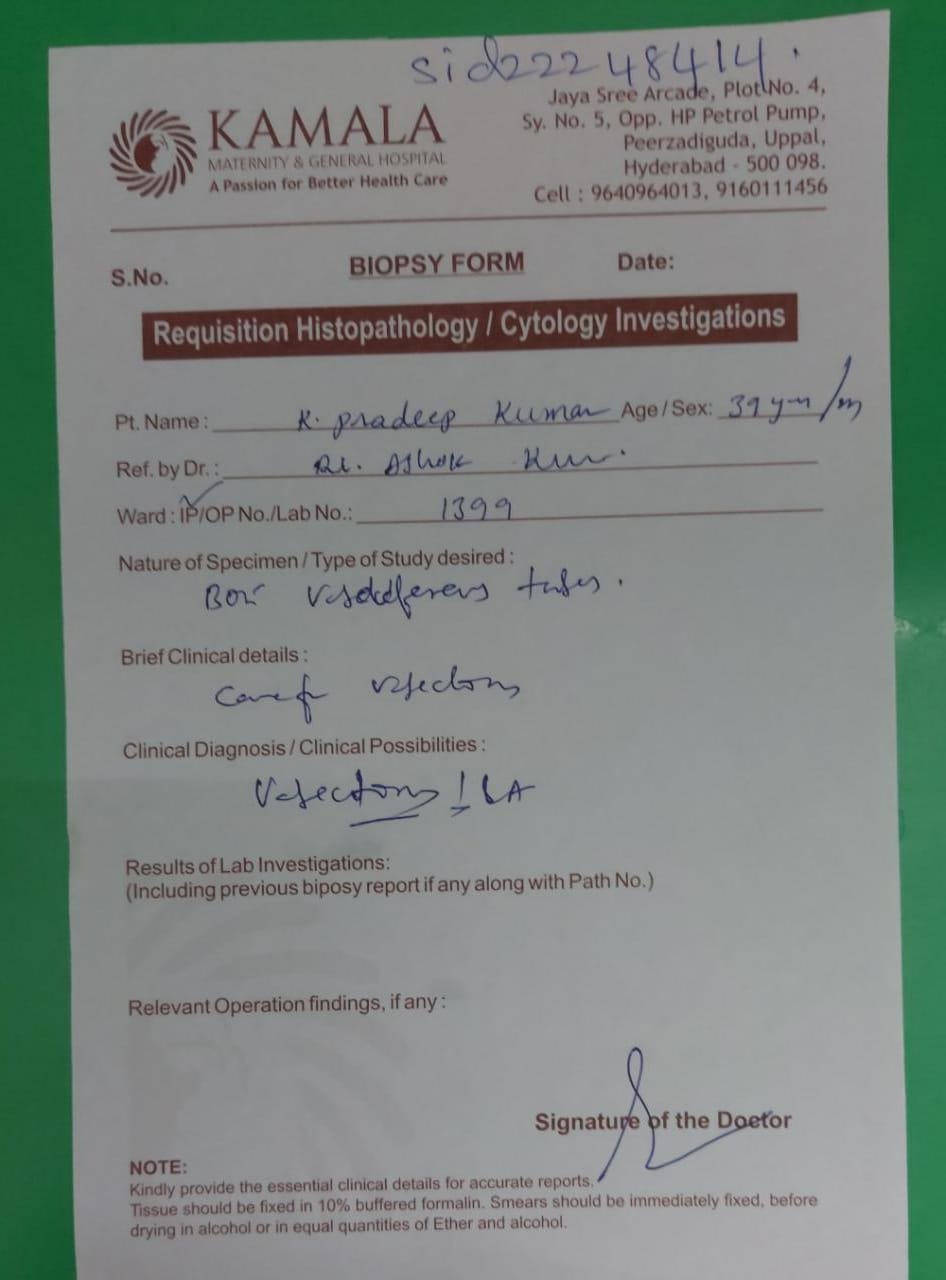 sid22248414.
KAMALA
MATERNITY & GENERAL HOSPITAL
A Passion for Better Health Care
Jaya Sree Arcade, Plot No. 4,
Sy. No. 5, Opp. HP Petrol Pump,
Peerzadiguda, Uppal,
Hyderabad - 500 098.
Cell : 9640964013, 9160111456
S.No. BIOPSY FORM Date:
Requisition Histopathology / Cytology Investigations
Pt. Name : K. pradeep Kumar Age / Sex: 39 /m
Ref. by Dr. : Ashok
Ward : IP/OP No./Lab No.: 1399
Nature of Specimen / Type of Study desired :
Vasdeferens
Brief Clinical details :
Clinical Diagnosis / Clinical Possibilities :
Results of Lab Investigations:
(Including previous biposy report if any along with Path No.)
Relevant Operation findings, if any :
Signature of the Doctor
NOTE:
Kindly provide the essential clinical details for accurate reports.
Tissue should be fixed in 10% buffered formalin. Smears should be immediately fixed, before
drying in alcohol or in equal quantities of Ether and alcohol.